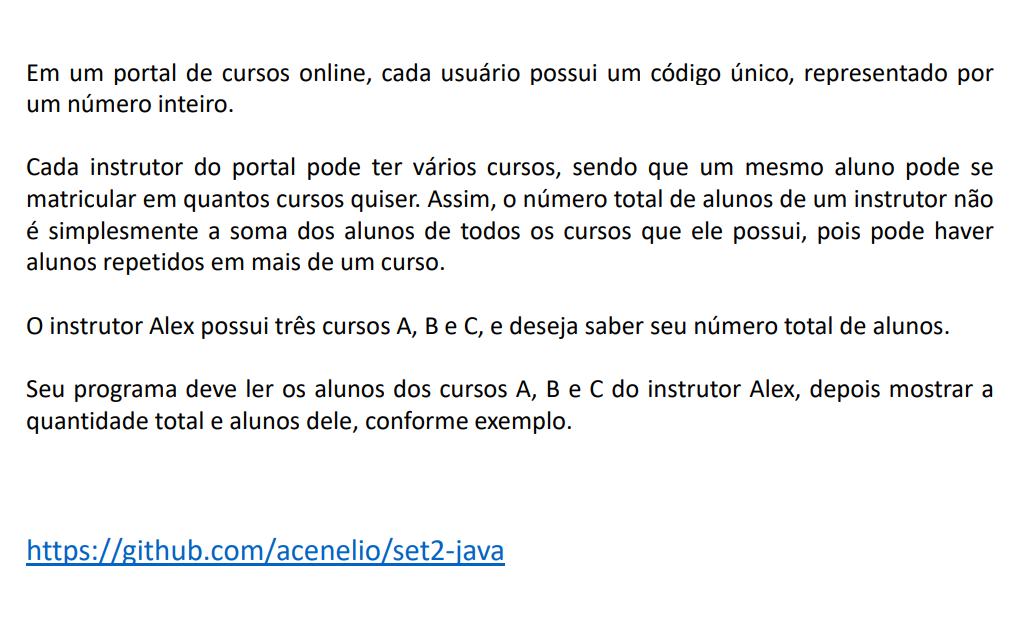 Em um portal de cursos online, cada usuário possui um código único, representado por
um número inteiro.
Cada instrutor do portal pode ter vários cursos, sendo que um mesmo aluno pode se
matricular em quantos cursos quiser. Assim, o número total de alunos de um instrutor não
é simplesmente a soma dos alunos de todos os cursos que ele possui, pois pode haver
alunos repetidos em mais de um curso.
O instrutor Alex possui três cursos A, B e C, e deseja saber seu número total de alunos.
Seu programa deve ler os alunos dos cursos A, B e C do instrutor Alex, depois mostrar a
quantidade total e alunos dele, conforme exemplo.
https://github.com/acenelio/set2-java